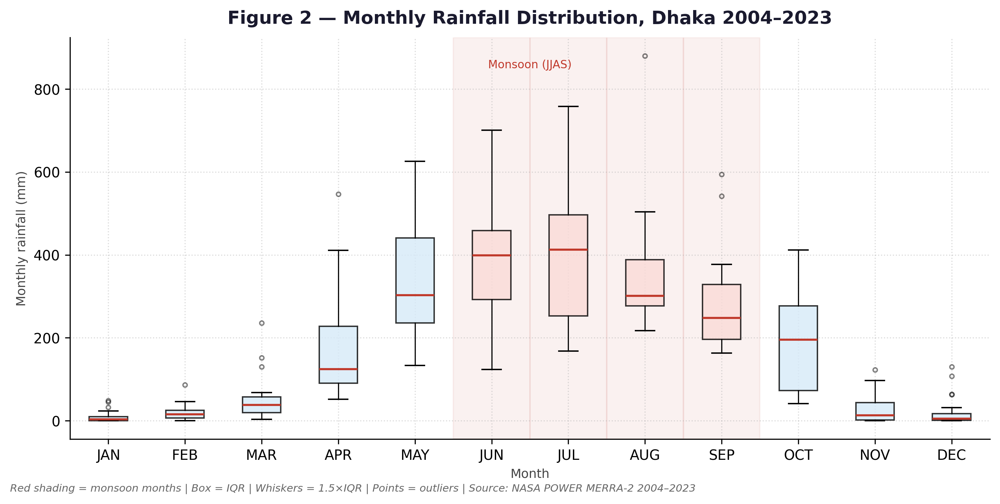 Figure 2 — Monthly Rainfall Distribution, Dhaka 2004–2023
Monsoon (JJAS)
Monthly rainfall (mm)
800
600
400
200
0
JAN FEB MAR APR MAY JUN JUL AUG SEP OCT NOV DEC
Month
Red shading = monsoon months | Box = IQR | Whiskers = 1.5×IQR | Points = outliers | Source: NASA POWER MERRA-2 2004–2023